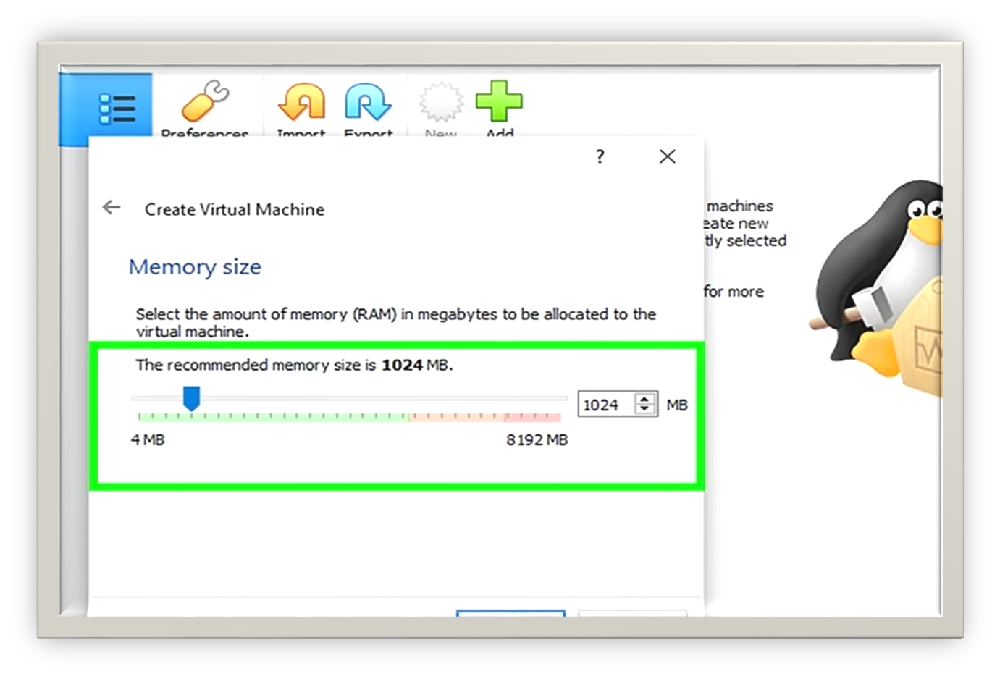 Preferences
Import
Export
New
Add
?
Create Virtual Machine
machines
eate new
tly selected
for more
Memory size
Select the amount of memory (RAM) in megabytes to be allocated to the
virtual machine.
The recommended memory size is 1024 MB.
1024 MB
4 MB
8192 MB